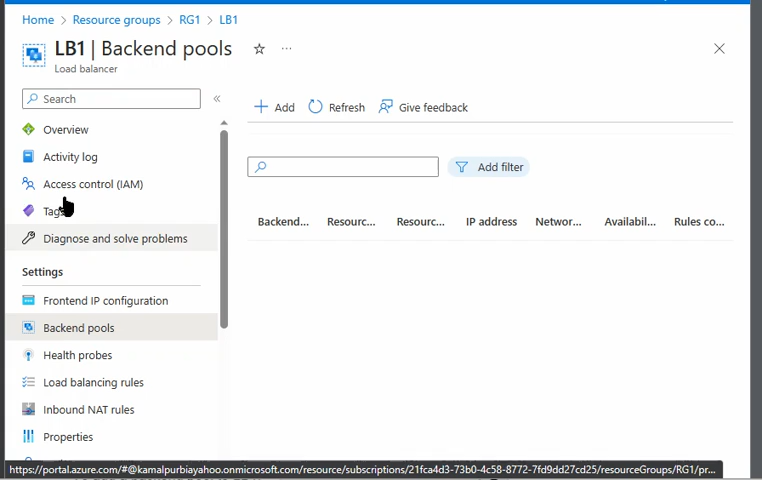 Home > Resource groups > RG1 > LB1
LB1 | Backend pools
Load balancer
Search
Add Refresh Give feedback
Overview
Activity log
Add filter
Access control (IAM)
Tags
Backend... Resourc... Resourc... IP address Networ... Availabil... Rules co...
Diagnose and solve problems
Settings
Frontend IP configuration
Backend pools
Health probes
Load balancing rules
Inbound NAT rules
Properties
https://portal.azure.com/#@kamalpurbiayahoo.onmicrosoft.com/resource/subscriptions/21fca4d3-73b0-4c58-8772-7fd9dd27cd25/resourceGroups/RG1/pr...